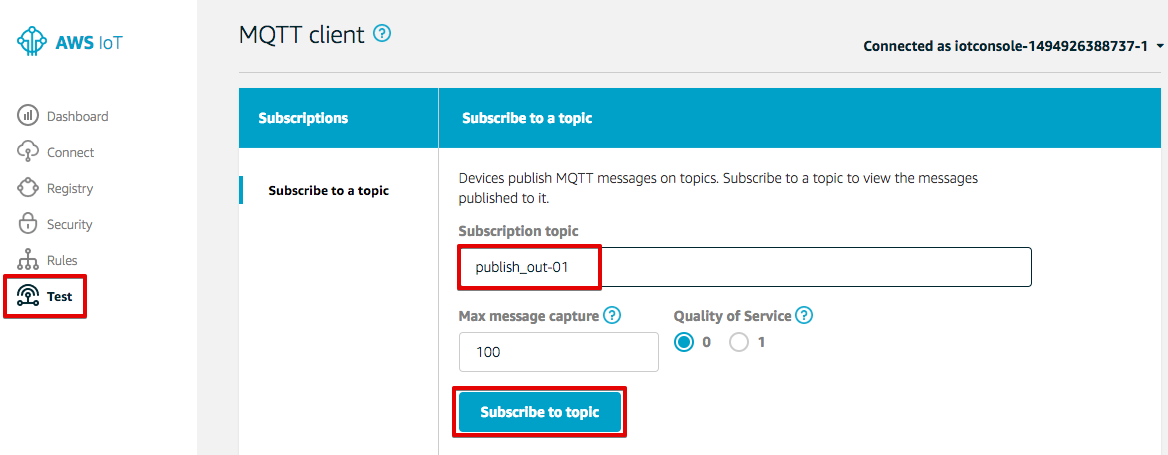 AWS IoT
Dashboard
Connect
Registry
Security
Rules
Test
MQTT client ?
Connected as iotconsole-1494926388737-1
Subscriptions
Subscribe to a topic
Subscribe to a topic
Devices publish MQTT messages on topics. Subscribe to a topic to view the messages
published to it.
Subscription topic
publish_out-01
Max message capture ?
Quality of Service ?
100
0 1
Subscribe to topic